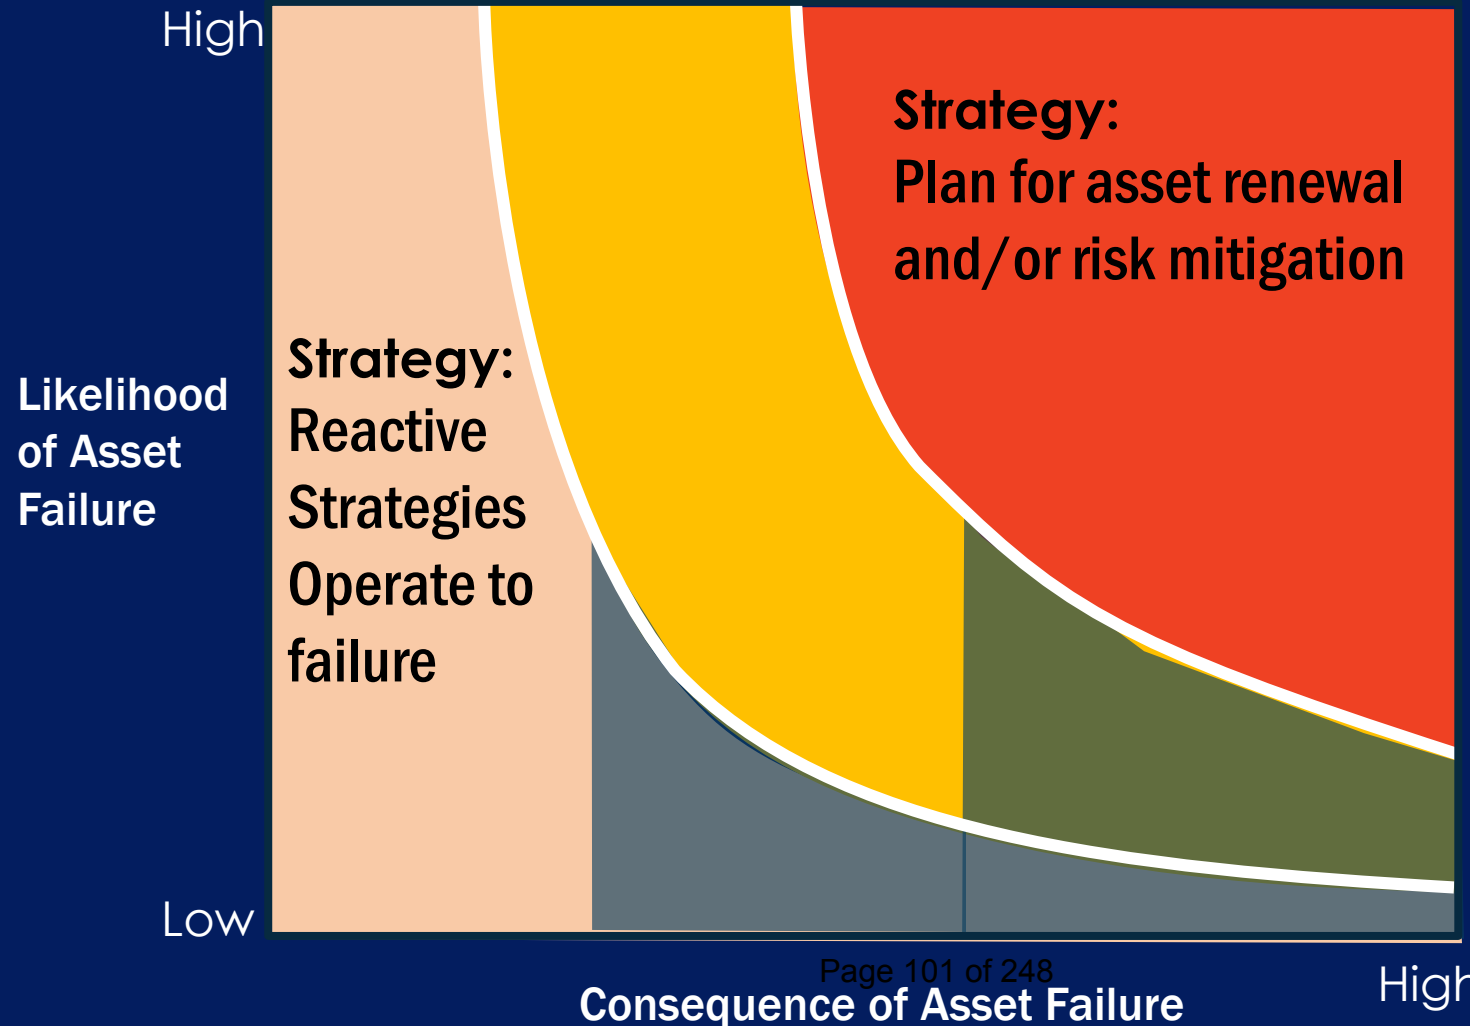 High
Strategy:
Plan for asset renewal
and/or risk mitigation
Strategy:
Reactive
Strategies
Operate to
failure
Likelihood
of Asset
Failure
Low
Page 101 of 248
High
Consequence of Asset Failure